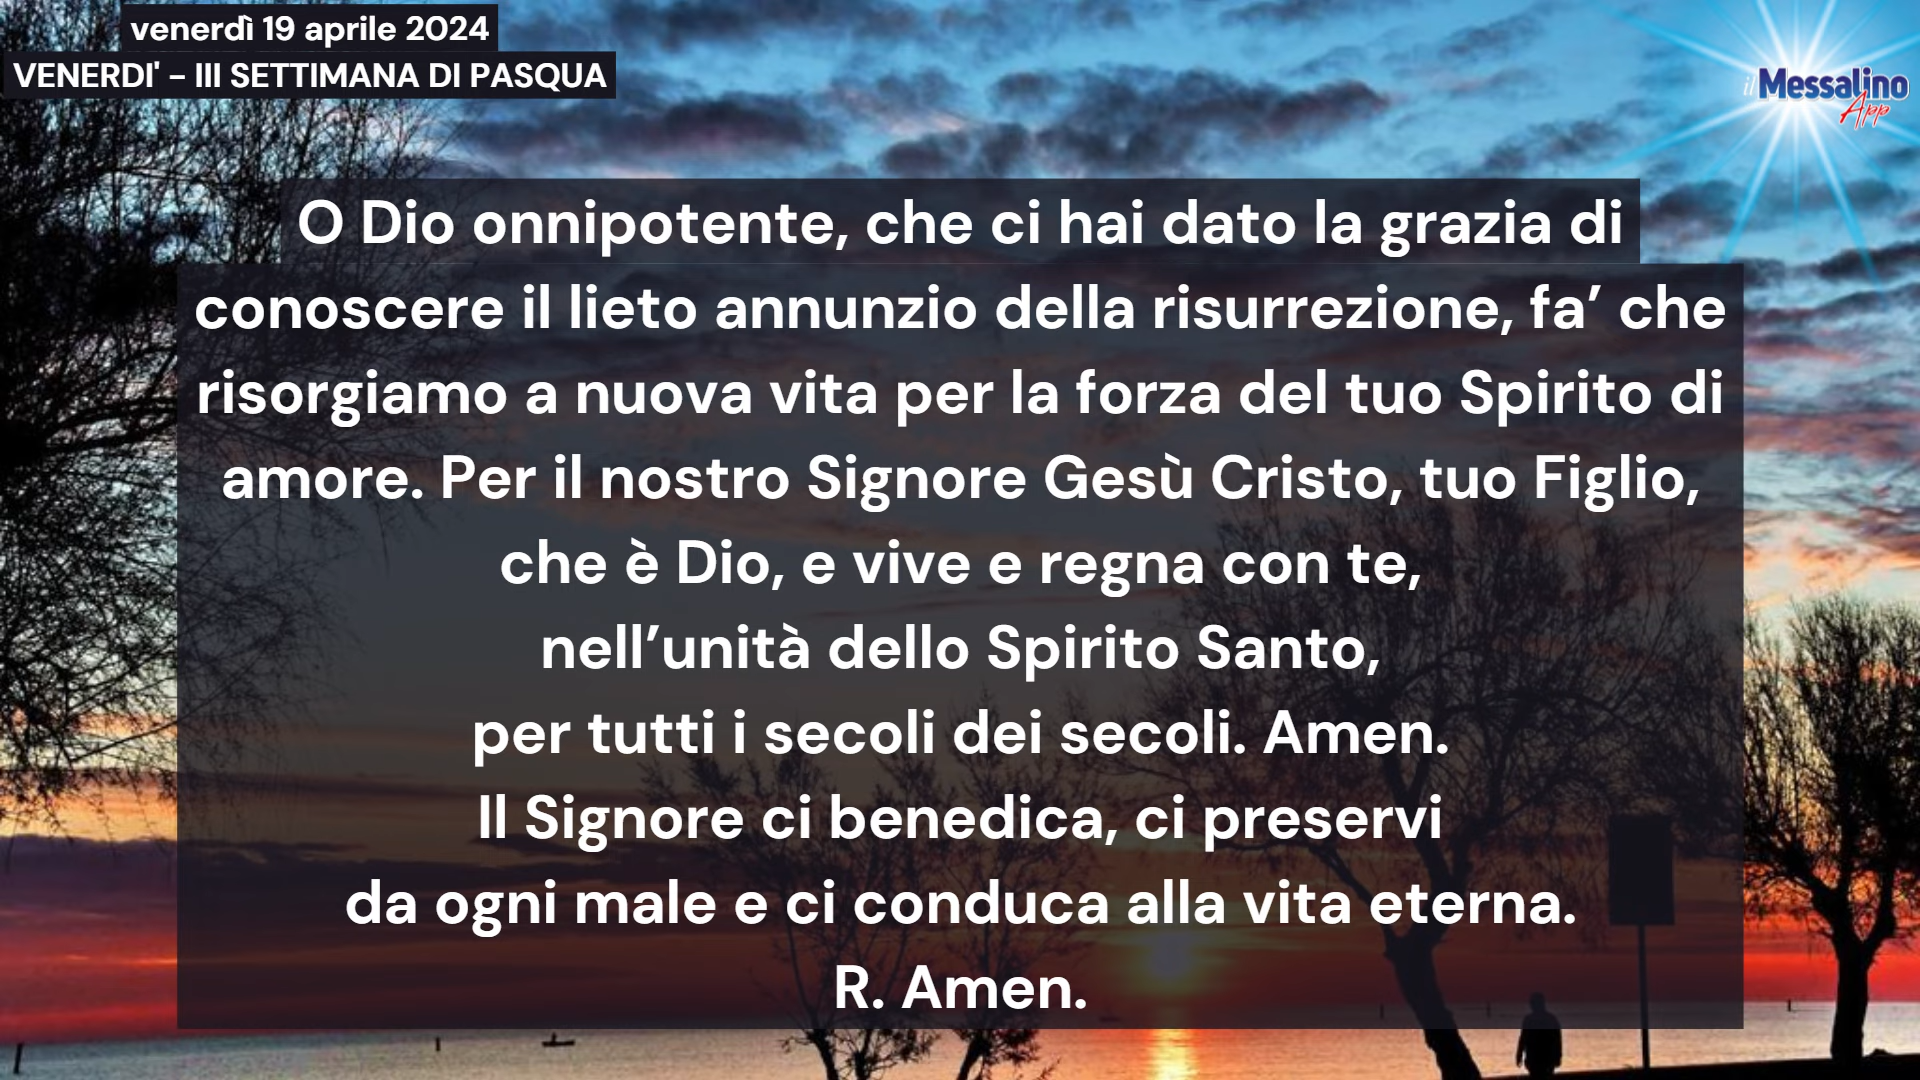 venerdì 19 aprile 2024
VENERDI' - III SETTIMANA DI PASQUA
il Messalino
App
O Dio onnipotente, che ci hai dato la grazia di
conoscere il lieto annunzio della risurrezione, fa’ che
risorgiamo a nuova vita per la forza del tuo Spirito di
amore. Per il nostro Signore Gesù Cristo, tuo Figlio,
che è Dio, e vive e regna con te,
nell’unità dello Spirito Santo,
per tutti i secoli dei secoli. Amen.
Il Signore ci benedica, ci preservi
da ogni male e ci conduca alla vita eterna.
R. Amen.